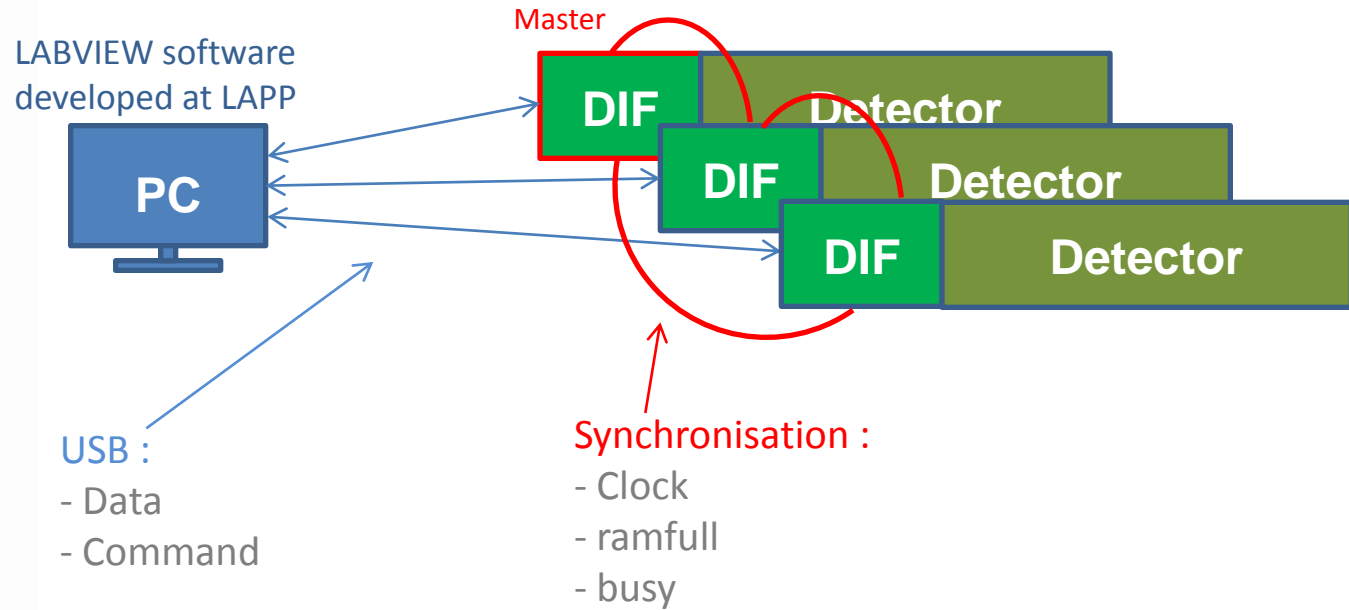 Master
LABVIEW software
developed at LAPP
PC
DIF
Detector
DIF
Detector
DIF
Detector
USB :
- Data
- Command
Synchronisation :
- Clock
- ramfull
- busy